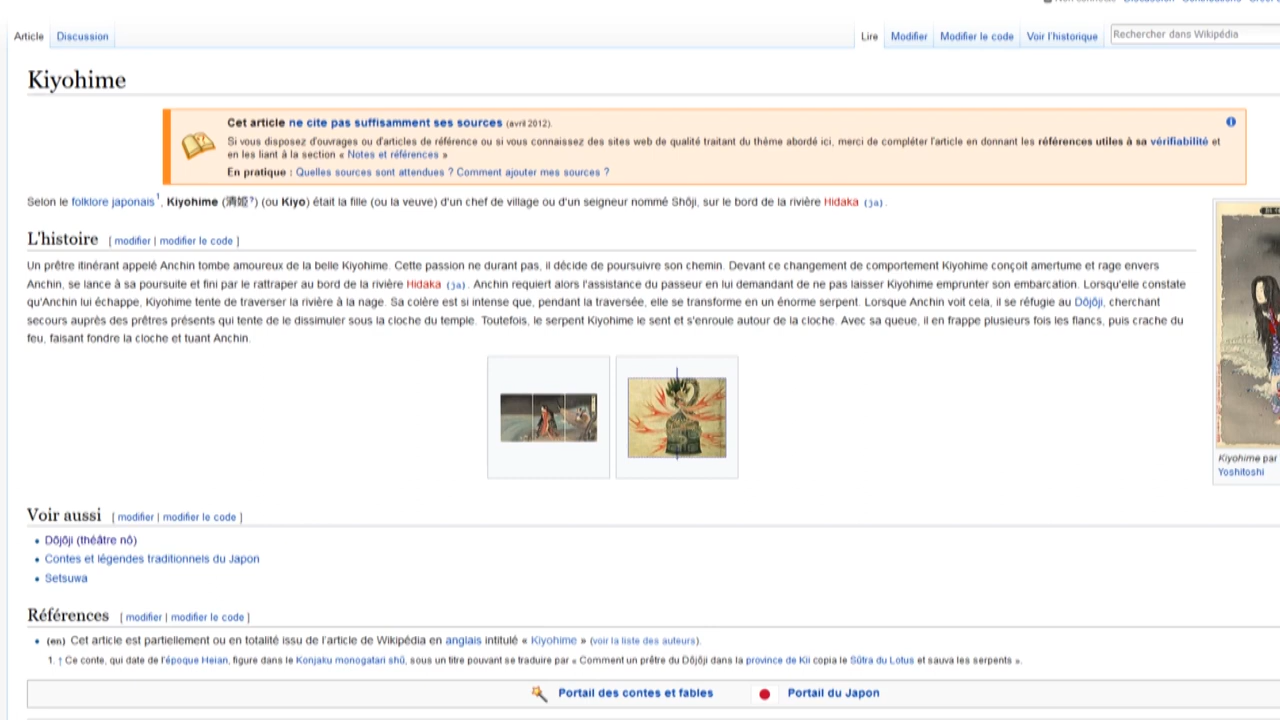 Article Discussion Lire Modifier Modifier le code Voir l'historique Rechercher dans Wikipédia
Kiyohime
Cet article ne cite pas suffisamment ses sources (avril 2012).
Si vous disposez d'ouvrages ou d'articles de référence ou si vous connaissez des sites web de qualité traitant du thème abordé ici, merci de compléter l'article en donnant les références utiles à sa vérifiabilité et
en les liant à la section « Notes et références »
En pratique : Quelles sources sont attendues ? Comment ajouter mes sources ?
Selon le folklore japonais1, Kiyohime (清姫?) (ou Kiyo) était la fille (ou la veuve) d'un chef de village ou d'un seigneur nommé Shōji, sur le bord de la rivière Hidaka (ja).
L'histoire [ modifier | modifier le code ]
Un prêtre itinérant appelé Anchin tombe amoureux de la belle Kiyohime. Cette passion ne durant pas, il décide de poursuivre son chemin. Devant ce changement de comportement Kiyohime conçoit amertume et rage envers
Anchin, se lance à sa poursuite et fini par le rattraper au bord de la rivière Hidaka (ja). Anchin requiert alors l'assistance du passeur en lui demandant de ne pas laisser Kiyohime emprunter son embarcation. Lorsqu'elle constate
qu'Anchin lui échappe, Kiyohime tente de traverser la rivière à la nage. Sa colère est si intense que, pendant la traversée, elle se transforme en un énorme serpent. Lorsque Anchin voit cela, il se réfugie au Dōjōji, cherchant
secours auprès des prêtres présents qui tente de le dissimuler sous la cloche du temple. Toutefois, le serpent Kiyohime le sent et s'enroule autour de la cloche. Avec sa queue, il en frappe plusieurs fois les flancs, puis crache du
feu, faisant fondre la cloche et tuant Anchin.
Kiyohime par
Yoshitoshi
Voir aussi [ modifier | modifier le code ]
Dōjōji (théâtre nô)
Contes et légendes traditionnels du Japon
Setsuwa
Références [ modifier | modifier le code ]
(en) Cet article est partiellement ou en totalité issu de l'article de Wikipédia en anglais intitulé « Kiyohime » (voir la liste des auteurs).
1. ↑ Ce conte, qui date de l'époque Heian, figure dans le Konjaku monogatari shū, sous un titre pouvant se traduire par « Comment un prêtre du Dōjōji dans la province de Kii copia le Sūtra du Lotus et sauva les serpents ».
Portail des contes et fables Portail du Japon